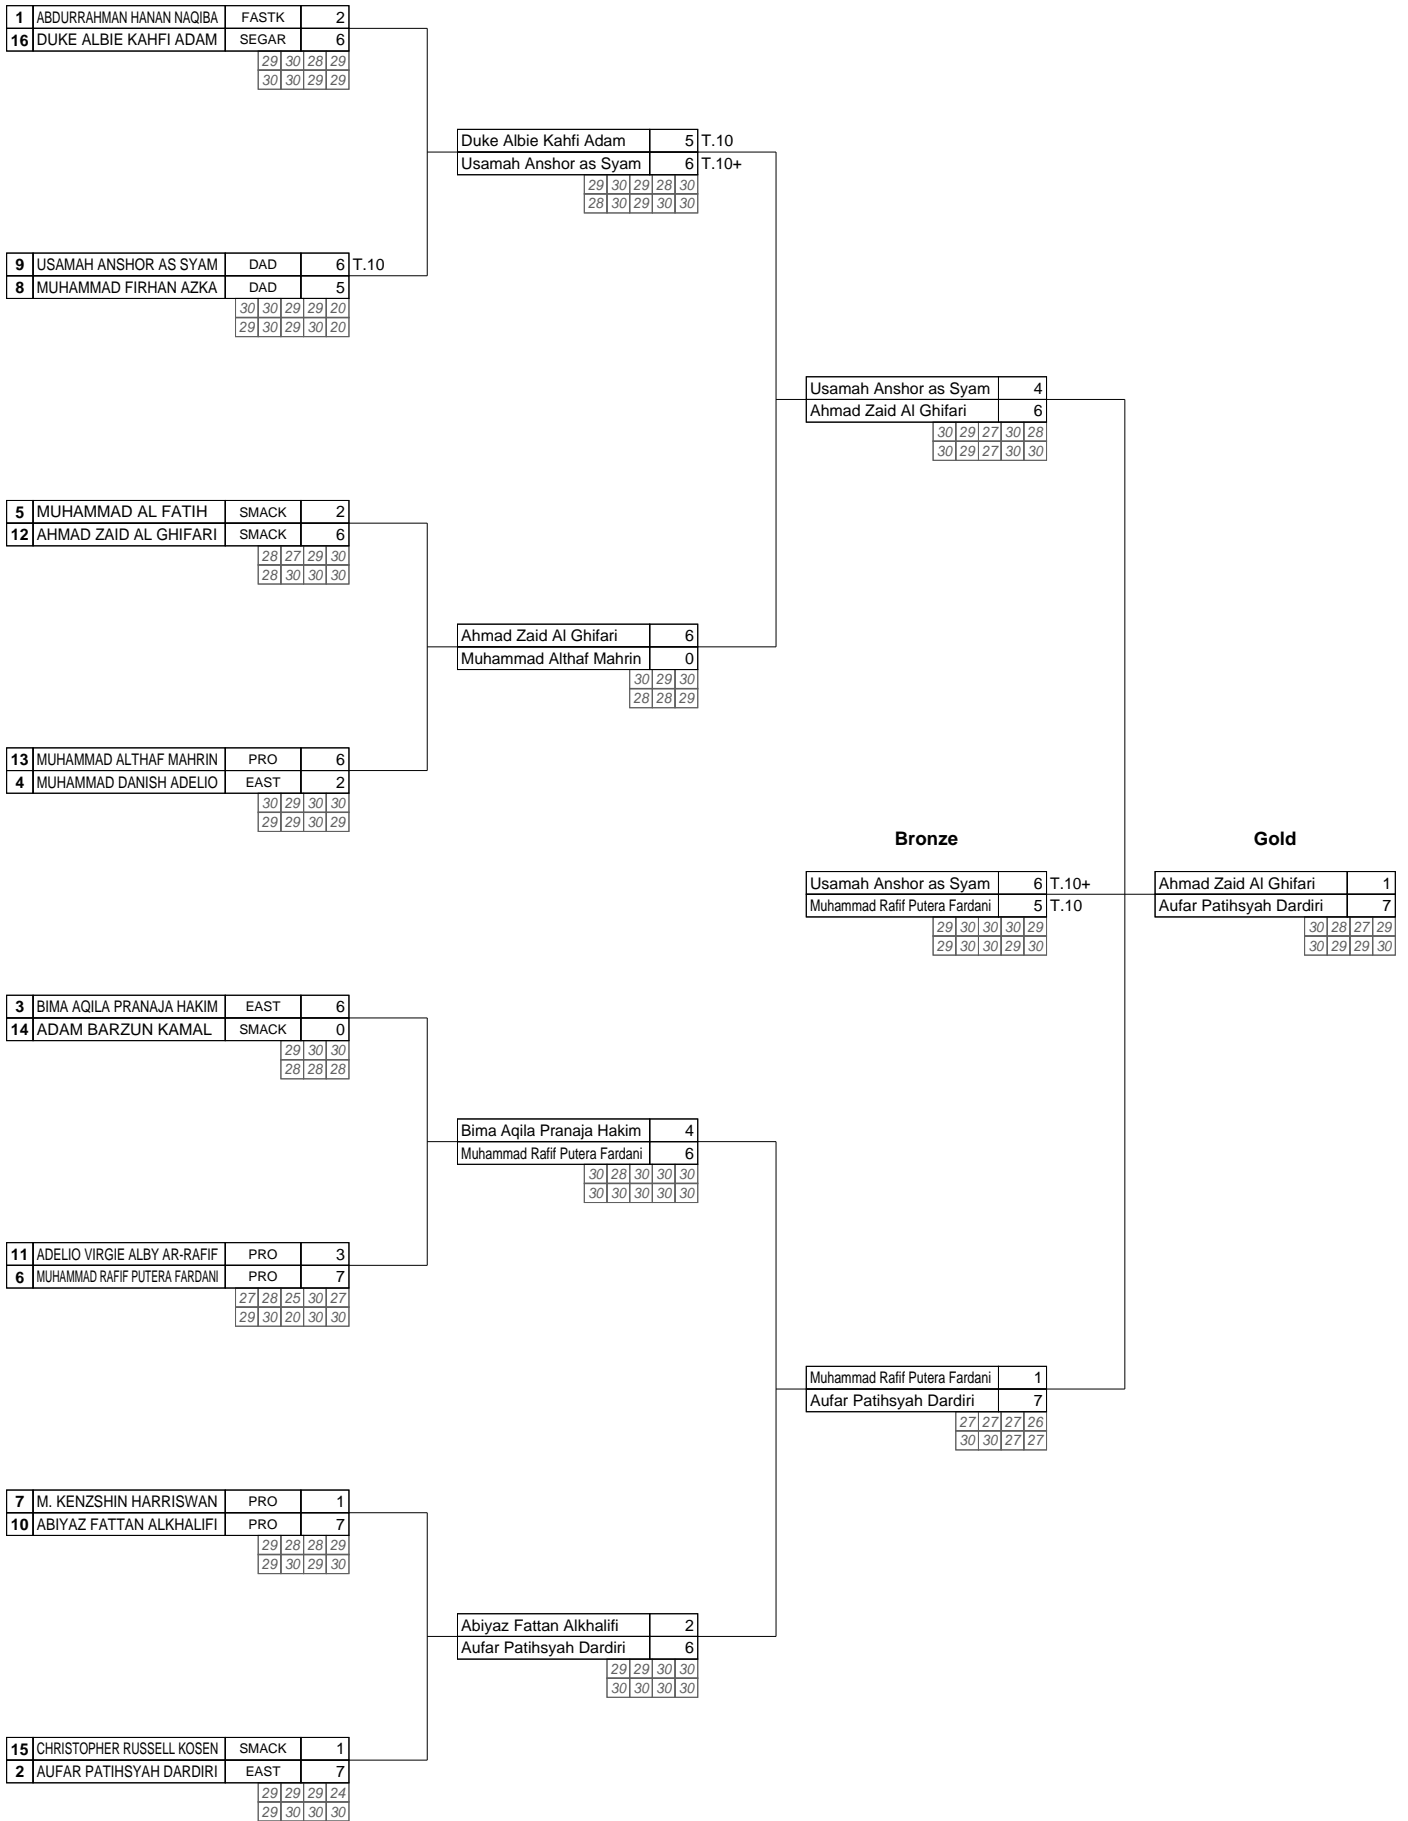 1 ABDURRAHMAN HANAN NAQIBA FASTK 2
16 DUKE ALBIE KAHFI ADAM SEGAR 6
29 30 28 29
30 30 29 29
Duke Albie Kahfi Adam 5 T.10
Usamah Anshor as Syam 6 T.10+
29 30 29 28 30
28 30 29 30 30
9 USAMAH ANSHOR AS SYAM DAD 6 T.10
8 MUHAMMAD FIRHAN AZKA DAD 5
30 30 29 29 20
29 30 29 30 20
Usamah Anshor as Syam 4
Ahmad Zaid Al Ghifari 6
30 29 27 30 28
30 29 27 30 30
5 MUHAMMAD AL FATIH SMACK 2
12 AHMAD ZAID AL GHIFARI SMACK 6
28 27 29 30
28 30 30 30
Ahmad Zaid Al Ghifari 6
Muhammad Althaf Mahrin 0
30 29 30
28 28 29
13 MUHAMMAD ALTHAF MAHRIN PRO 6
4 MUHAMMAD DANISH ADELIO EAST 2
30 29 30 30
29 29 30 29
Bronze Gold
Usamah Anshor as Syam 6 T.10+ Ahmad Zaid Al Ghifari 1
Muhammad Rafif Putera Fardani 5 T.10 Aufar Patihsyah Dardiri 7
29 30 30 30 29 30 28 27 29
29 30 30 29 30 30 29 29 30
3 BIMA AQILA PRANAJA HAKIM EAST 6
14 ADAM BARZUN KAMAL SMACK 0
29 30 30
28 28 28
Bima Aqila Pranaja Hakim 4
Muhammad Rafif Putera Fardani 6
30 28 30 30 30
30 30 30 30 30
11 ADELIO VIRGIE ALBY AR-RAFIF PRO 3
6 MUHAMMAD RAFIF PUTERA FARDANI PRO 7
27 28 25 30 27
29 30 20 30 30
Muhammad Rafif Putera Fardani 1
Aufar Patihsyah Dardiri 7
27 27 27 26
30 30 27 27
7 M. KENZSHIN HARRISWAN PRO 1
10 ABIYAZ FATTAN ALKHALIFI PRO 7
29 28 28 29
29 30 29 30
Abiyaz Fattan Alkhalifi 2
Aufar Patihsyah Dardiri 6
29 29 30 30
30 30 30 30
15 CHRISTOPHER RUSSELL KOSEN SMACK 1
2 AUFAR PATIHSYAH DARDIRI EAST 7
29 29 29 24
29 30 30 30